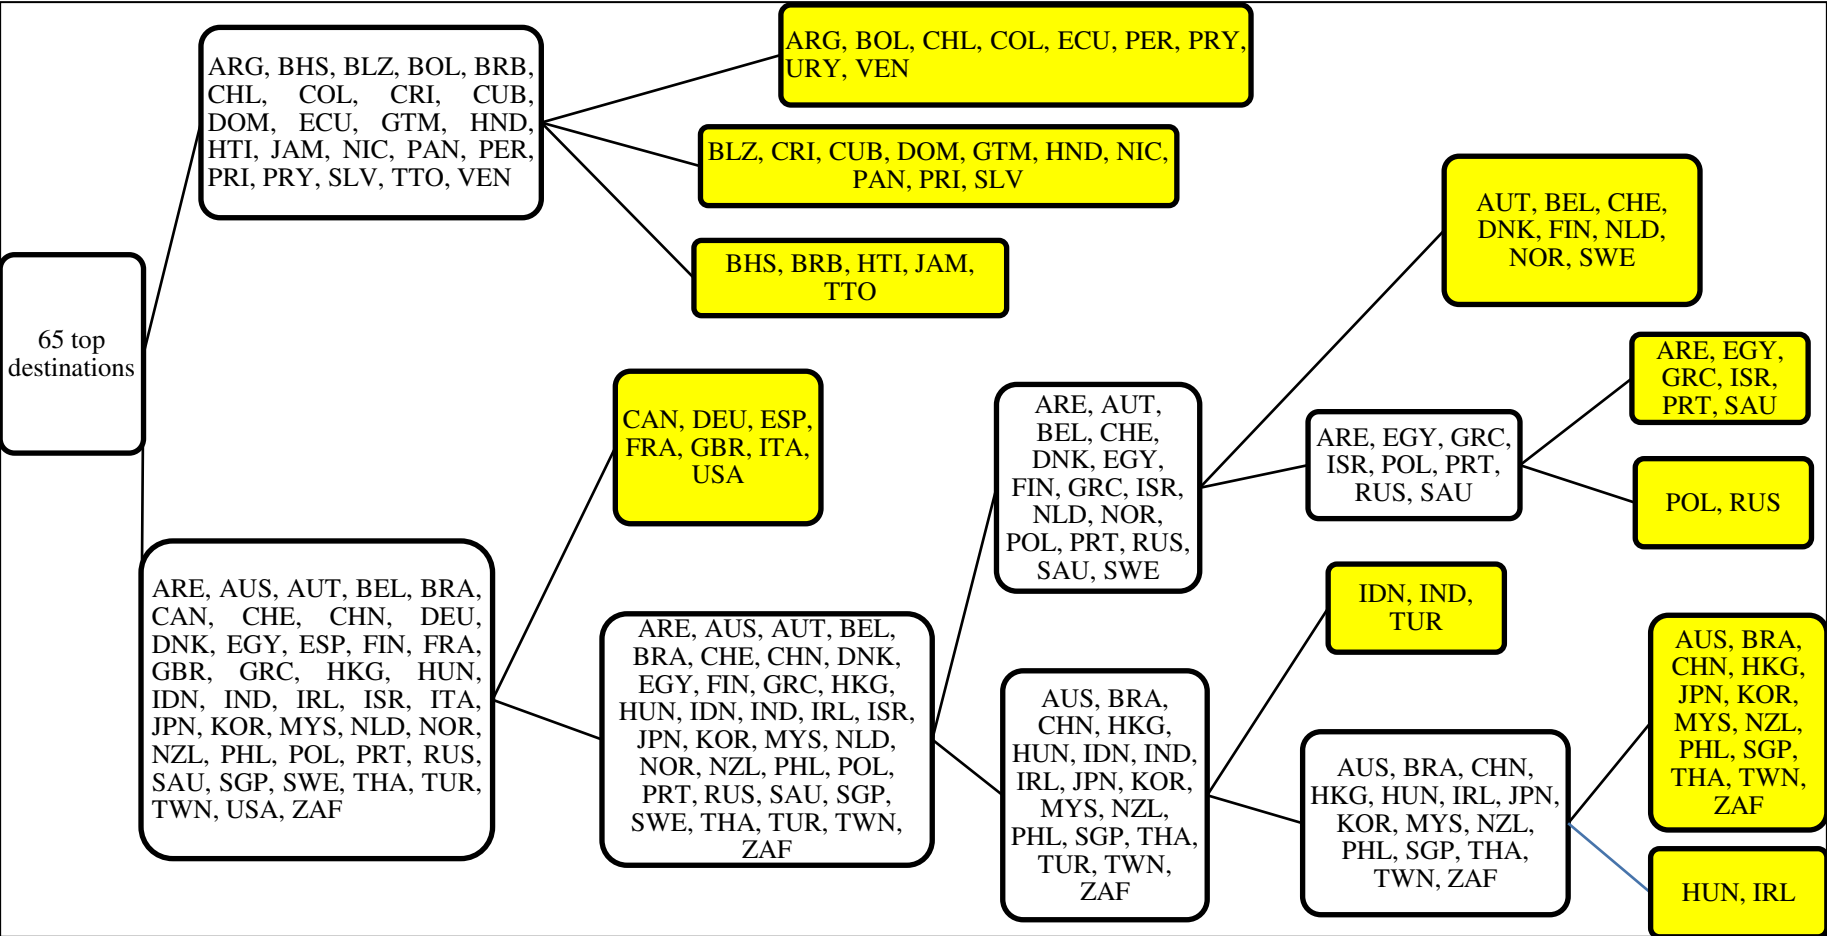 65 top
destinations
ARG, BHS, BLZ, BOL, BRB,
CHL, COL, CRI, CUB,
DOM, ECU, GTM, HND,
HTI, JAM, NIC, PAN, PER,
PRI, PRY, SLV, TTO, VEN
ARG, BOL, CHL, COL, ECU, PER, PRY,
URY, VEN
BLZ, CRI, CUB, DOM, GTM, HND, NIC,
PAN, PRI, SLV
BHS, BRB, HTI, JAM,
TTO
ARE, AUS, AUT, BEL, BRA,
CAN, CHE, CHN, DEU,
DNK, EGY, ESP, FIN, FRA,
GBR, GRC, HKG, HUN,
IDN, IND, IRL, ISR, ITA,
JPN, KOR, MYS, NLD, NOR,
NZL, PHL, POL, PRT, RUS,
SAU, SGP, SWE, THA, TUR,
TWN, USA, ZAF
CAN, DEU, ESP,
FRA, GBR, ITA,
USA
ARE, AUS, AUT, BEL,
BRA, CHE, CHN, DNK,
EGY, FIN, GRC, HKG,
HUN, IDN, IND, IRL, ISR,
JPN, KOR, MYS, NLD,
NOR, NZL, PHL, POL,
PRT, RUS, SAU, SGP,
SWE, THA, TUR, TWN,
ZAF
ARE, AUT,
BEL, CHE,
DNK, EGY,
FIN, GRC, ISR,
NLD, NOR,
POL, PRT, RUS,
SAU, SWE
AUT, BEL, CHE,
DNK, FIN, NLD,
NOR, SWE
ARE, EGY, GRC,
ISR, POL, PRT,
RUS, SAU
ARE, EGY,
GRC, ISR,
PRT, SAU
POL, RUS
AUS, BRA,
CHN, HKG,
HUN, IDN, IND,
IRL, JPN, KOR,
MYS, NZL,
PHL, SGP, THA,
TUR, TWN,
ZAF
IDN, IND,
TUR
AUS, BRA, CHN,
HKG, HUN, IRL, JPN,
KOR, MYS, NZL,
PHL, SGP, THA,
TWN, ZAF
AUS, BRA,
CHN, HKG,
JPN, KOR,
MYS, NZL,
PHL, SGP,
THA, TWN,
ZAF
HUN, IRL